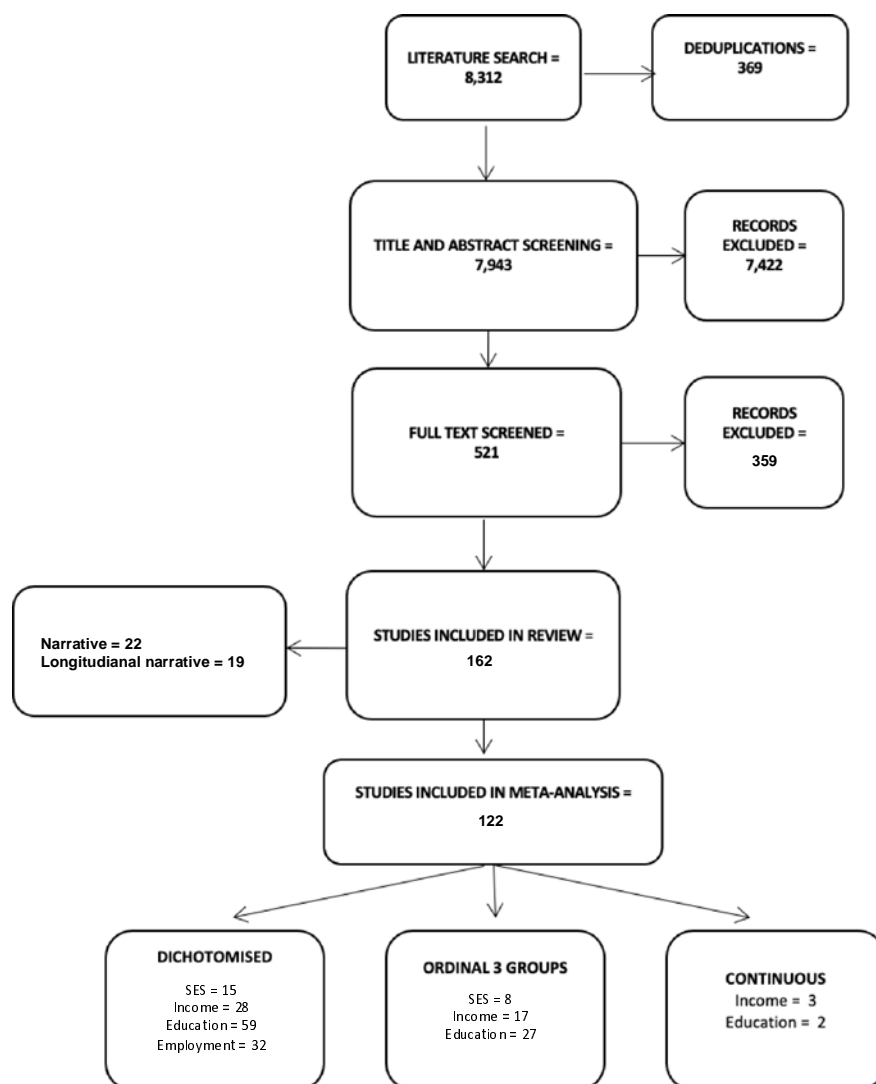 LITERATURE SEARCH =
8,312
DEDUPLICATIONS =
369
TITLE AND ABSTRACT SCREENING =
7,943
RECORDS
EXCLUDED =
7,422
FULL TEXT SCREENED =
521
RECORDS
EXCLUDED =
359
STUDIES INCLUDED IN REVIEW =
162
Narrative = 22
Longitudianal narrative = 19
STUDIES INCLUDED IN META-ANALYSIS =
122
DICHOTOMISED
SES = 15
Income = 28
Education = 59
Employment = 32
ORDINAL 3 GROUPS
SES = 8
Income = 17
Education = 27
CONTINUOUS
Income = 3
Education = 2